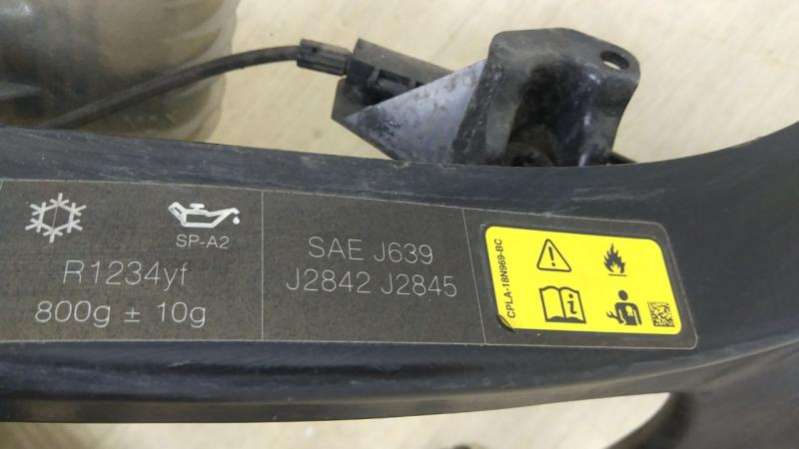 SP-A2
R1234yf
800g ± 10g
SAE J639
J2842 J2845
CPLA-18N969-BC